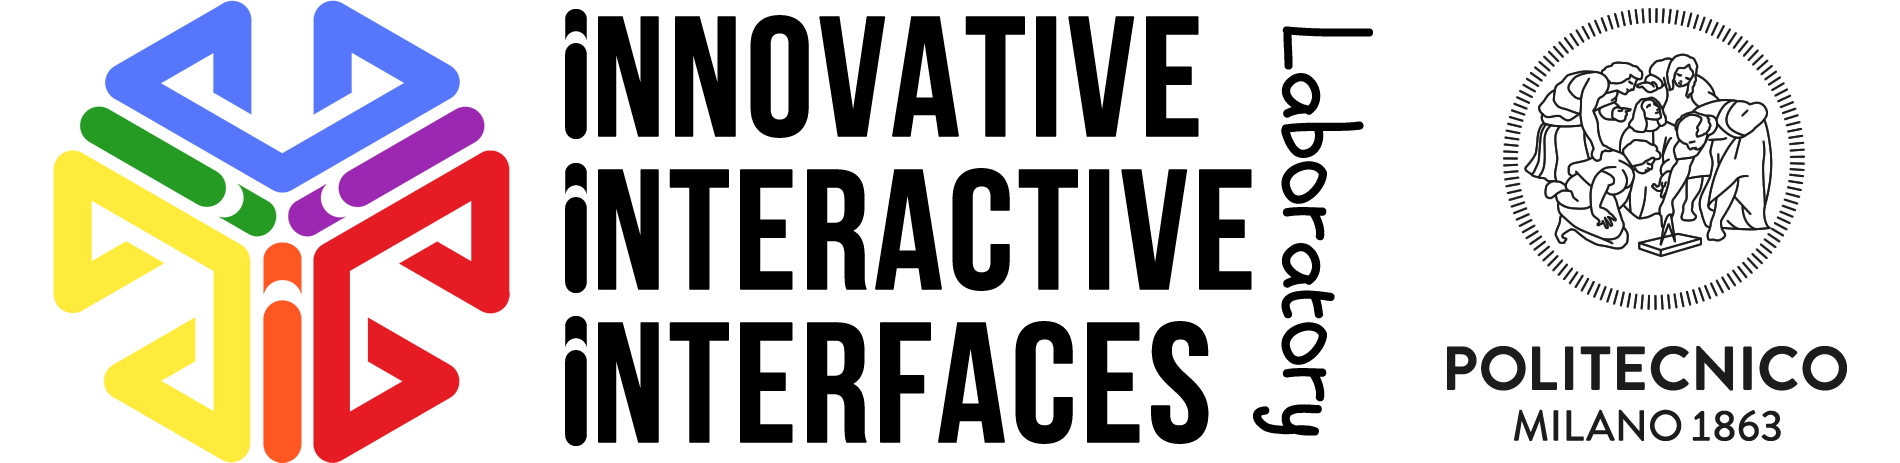 iNNOVATIVE
iNTERACTIVE
iNTERFACES
Laboratory
POLITECNICO
MILANO 1863